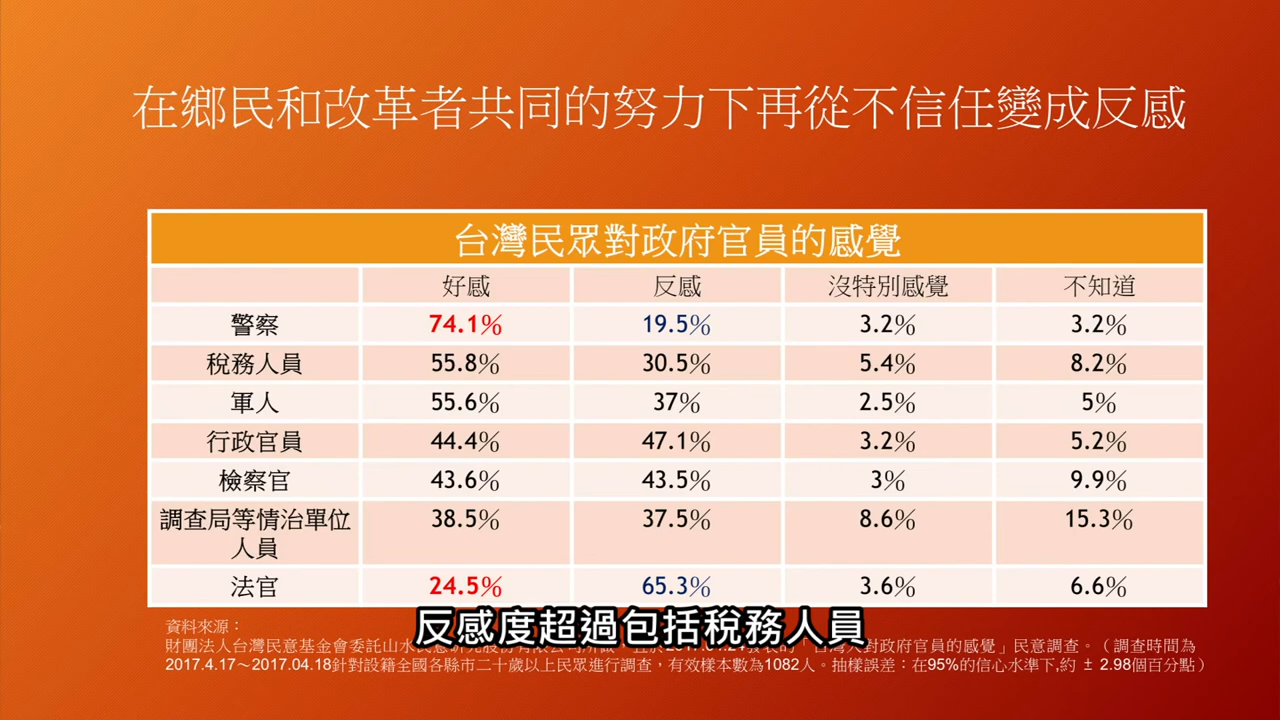 在鄉民和改革者共同的努力下再從不信任變成反感
台灣民眾對政府官員的感覺
好感 反感 沒特別感覺 不知道
警察 74.1% 19.5% 3.2% 3.2%
稅務人員 55.8% 30.5% 5.4% 8.2%
軍人 55.6% 37% 2.5% 5%
行政官員 44.4% 47.1% 3.2% 5.2%
檢察官 43.6% 43.5% 3% 9.9%
調查局等情治單位 38.5% 37.5% 8.6% 15.3%
人員
法官 24.5% 65.3% 3.6% 6.6%
資料來源：
反感度超過包括稅務人員
財團法人台灣民意基金會委託山水 發表的「台灣人對政府官員的感覺」民意調查。（調查時間為
2017.4.17～2017.04.18針對設籍全國各縣市二十歲以上民眾進行調查，有效樣本數為1082人。抽樣誤差：在95%的信心水準下,約 ± 2.98個百分點）